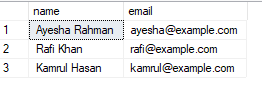 name email
1 Ayesha Rahman ayesha@example.com
2 Rafi Khan rafi@example.com
3 Kamrul Hasan kamrul@example.com